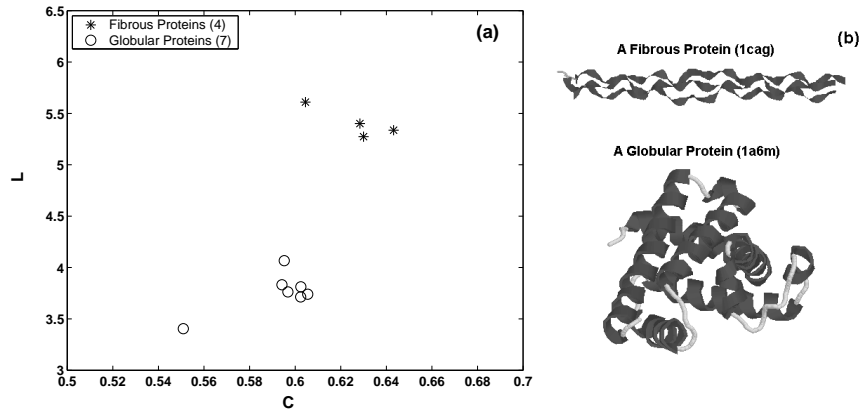 Fibrous Proteins (4)
Globular Proteins (7)
(a)
6.5
6
5.5
5
4.5
4
3.5
3
L
0.5 0.52 0.54 0.56 0.58 0.6 0.62 0.64 0.66 0.68 0.7
C
(b)
A Fibrous Protein (1cag)
A Globular Protein (1a6m)